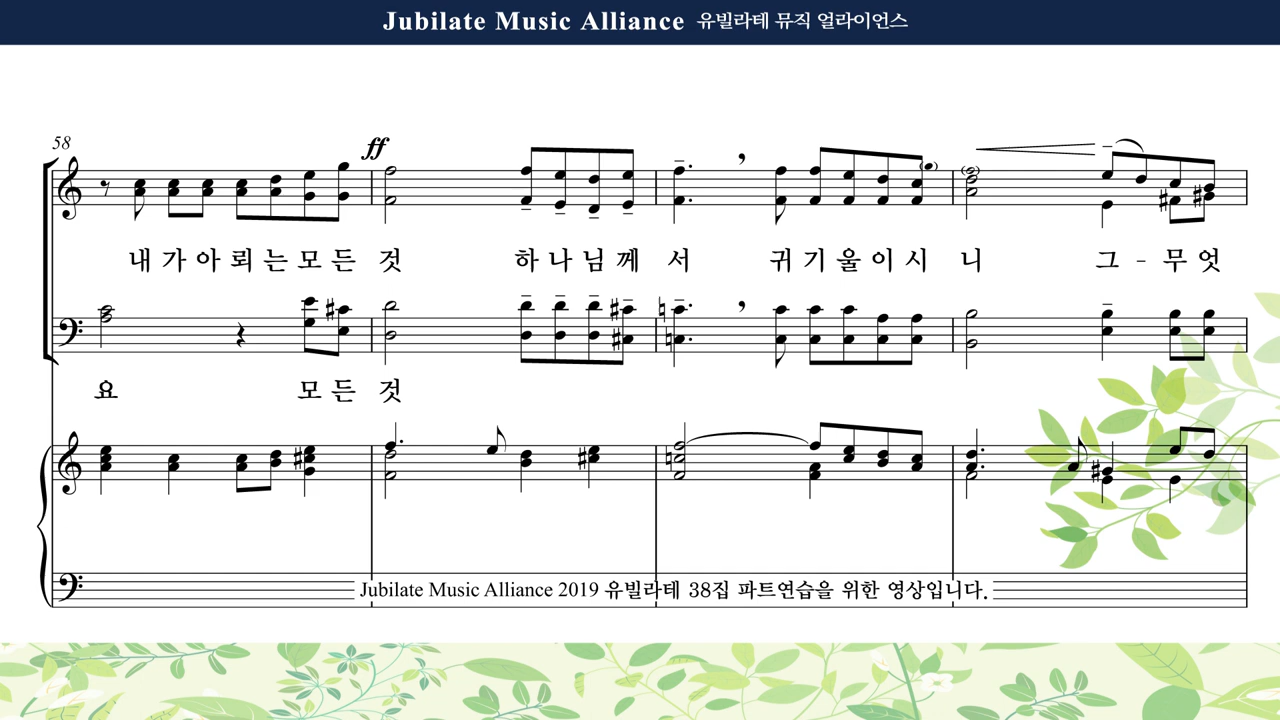 Jubilate Music Alliance 유빌라테 뮤직 얼라이언스
58
ff
내 가 아 뢰 는 모 든 것 하 나 님 께 서 귀 기 울 이 시 니 그 - 무 엇
요 모 든 것
Jubilate Music Alliance 2019 유빌라테 38집 파트연습을 위한 영상입니다.